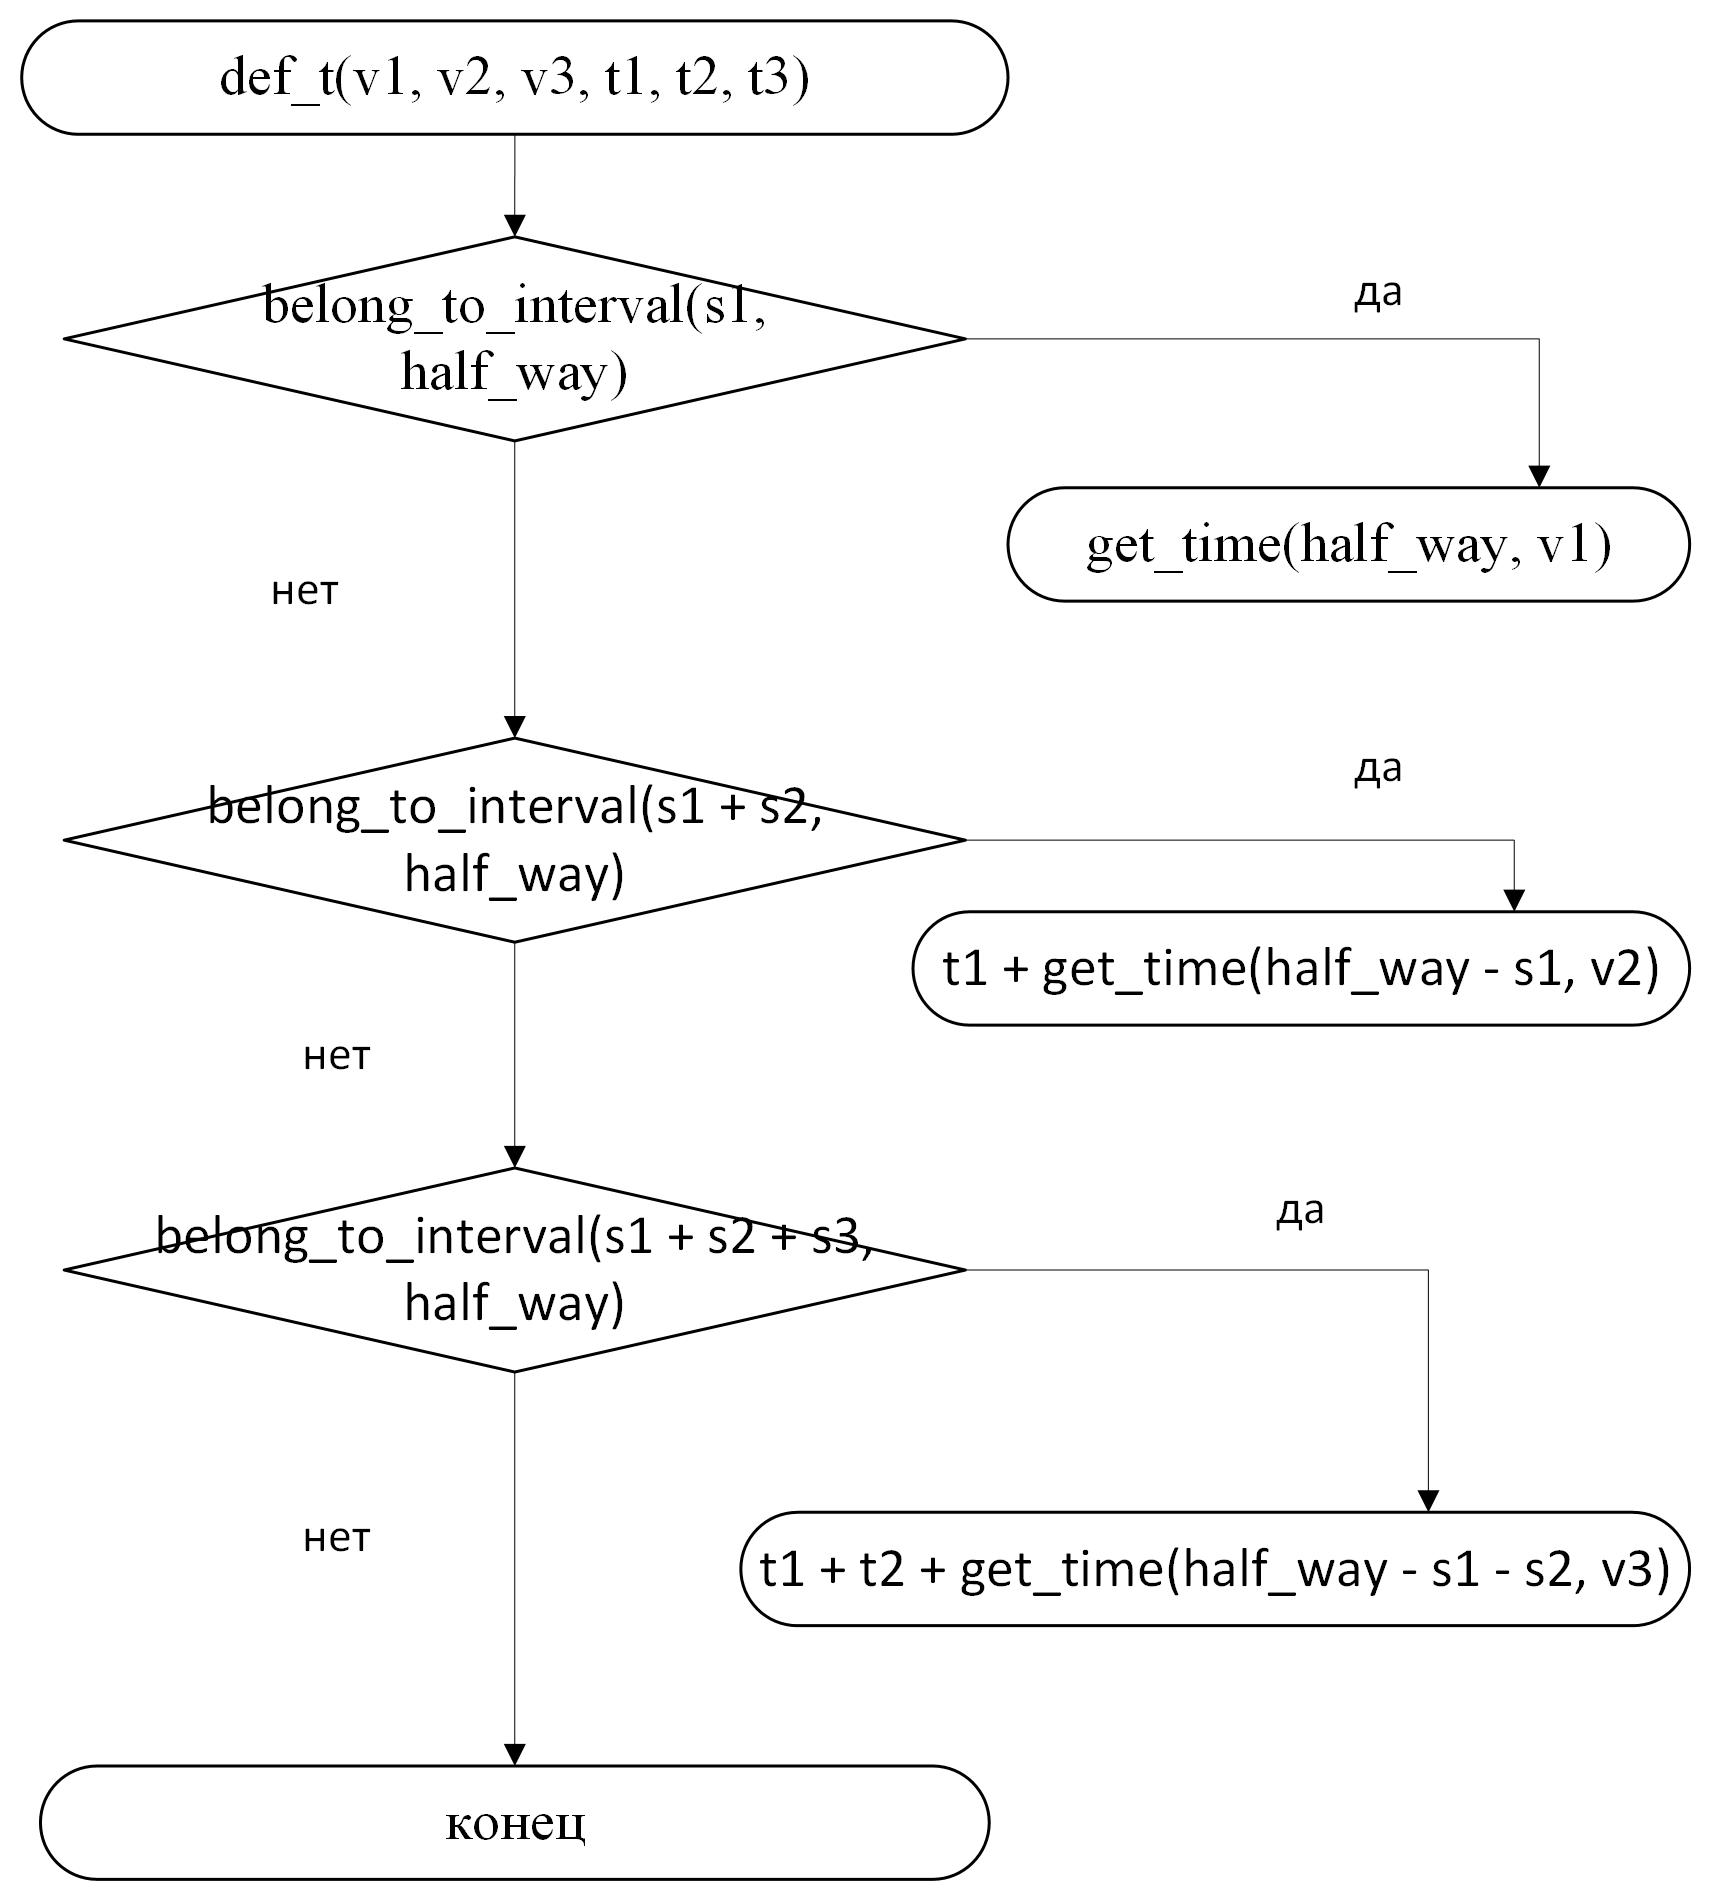 def_t(v1, v2, v3, t1, t2, t3)
belong_to_interval(s1,
half_way)
да
get_time(half_way, v1)
нет
belong_to_interval(s1 + s2,
half_way)
да
t1 + get_time(half_way - s1, v2)
нет
belong_to_interval(s1 + s2 + s3,
half_way)
да
t1 + t2 + get_time(half_way - s1 - s2, v3)
нет
конец